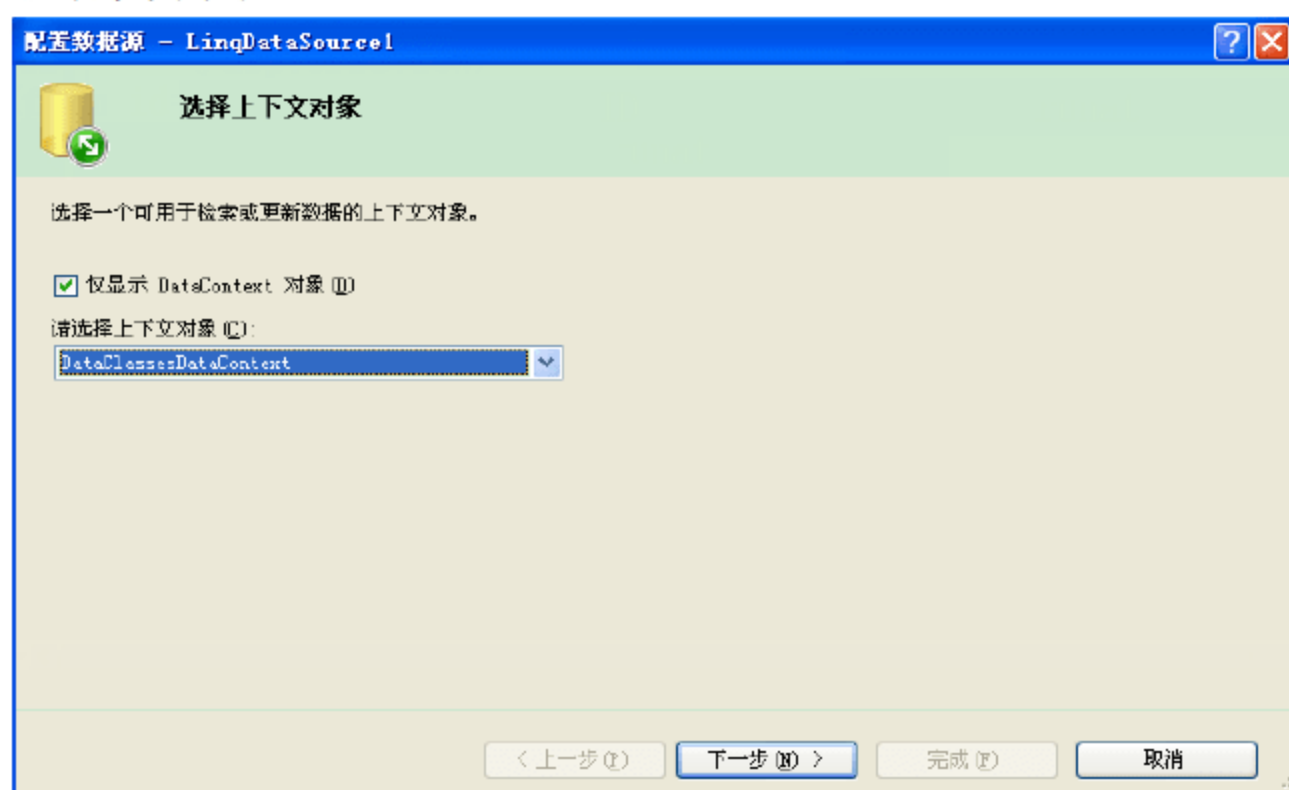 配置数据源 - LinqDataSource1
选择上下文对象
选择一个可用于检索或更新数据的上下文对象。
仅显示 DataContext 对象(D)
请选择上下文对象(C):
DataClassesDataContext
< 上一步(P)
下一步(N) >
完成(F)
取消